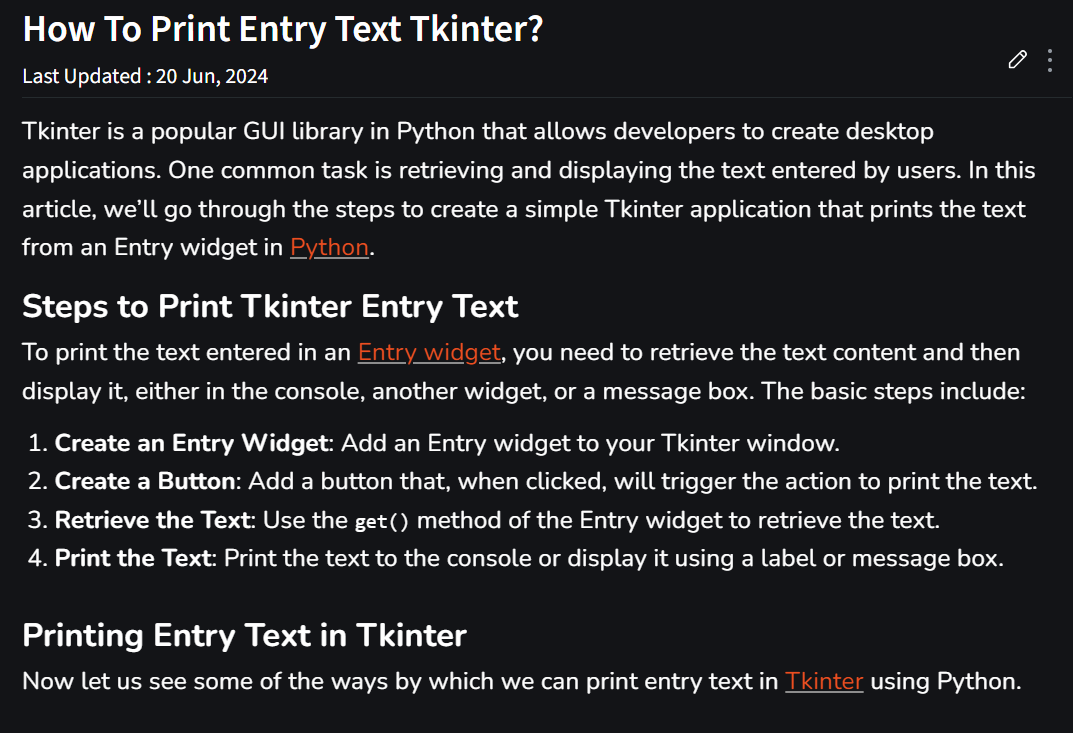 How To Print Entry Text Tkinter?
Last Updated : 20 Jun, 2024
Tkinter is a popular GUI library in Python that allows developers to create desktop
applications. One common task is retrieving and displaying the text entered by users. In this
article, we’ll go through the steps to create a simple Tkinter application that prints the text
from an Entry widget in Python.
Steps to Print Tkinter Entry Text
To print the text entered in an Entry widget, you need to retrieve the text content and then
display it, either in the console, another widget, or a message box. The basic steps include:
1. Create an Entry Widget: Add an Entry widget to your Tkinter window.
2. Create a Button: Add a button that, when clicked, will trigger the action to print the text.
3. Retrieve the Text: Use the get() method of the Entry widget to retrieve the text.
4. Print the Text: Print the text to the console or display it using a label or message box.
Printing Entry Text in Tkinter
Now let us see some of the ways by which we can print entry text in Tkinter using Python.